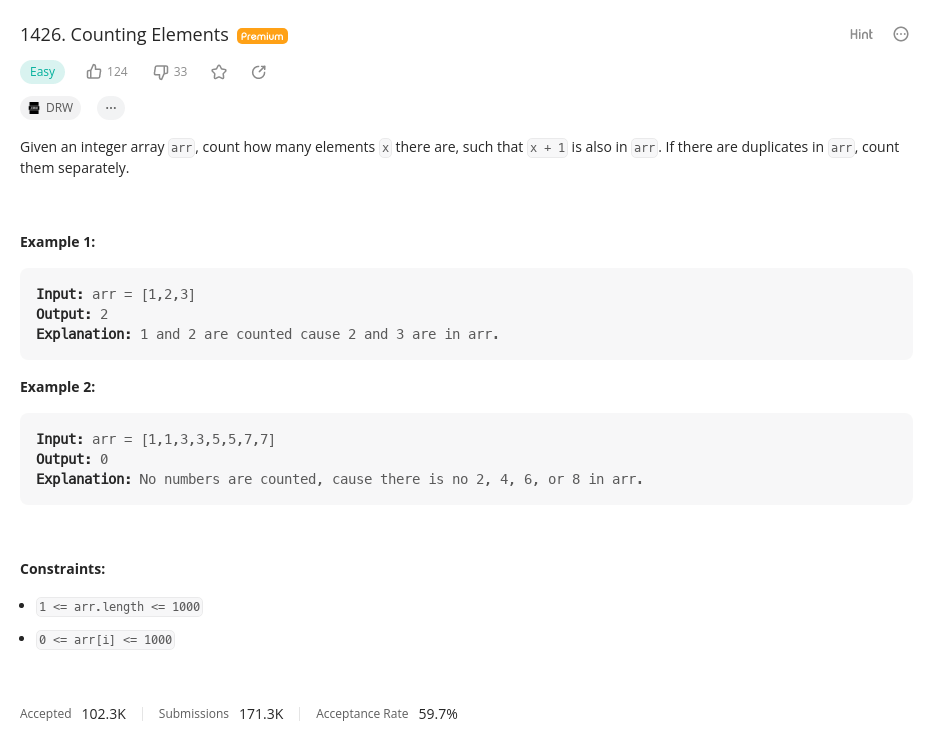 1426. Counting Elements Premium Hint
Easy 124 33
DRW ...
Given an integer array arr, count how many elements x there are, such that x + 1 is also in arr. If there are duplicates in arr, count
them separately.
Example 1:
Input: arr = [1,2,3]
Output: 2
Explanation: 1 and 2 are counted cause 2 and 3 are in arr.
Example 2:
Input: arr = [1,1,3,3,5,5,7,7]
Output: 0
Explanation: No numbers are counted, cause there is no 2, 4, 6, or 8 in arr.
Constraints:
• 1 <= arr.length <= 1000
• 0 <= arr[i] <= 1000
Accepted 102.3K Submissions 171.3K Acceptance Rate 59.7%